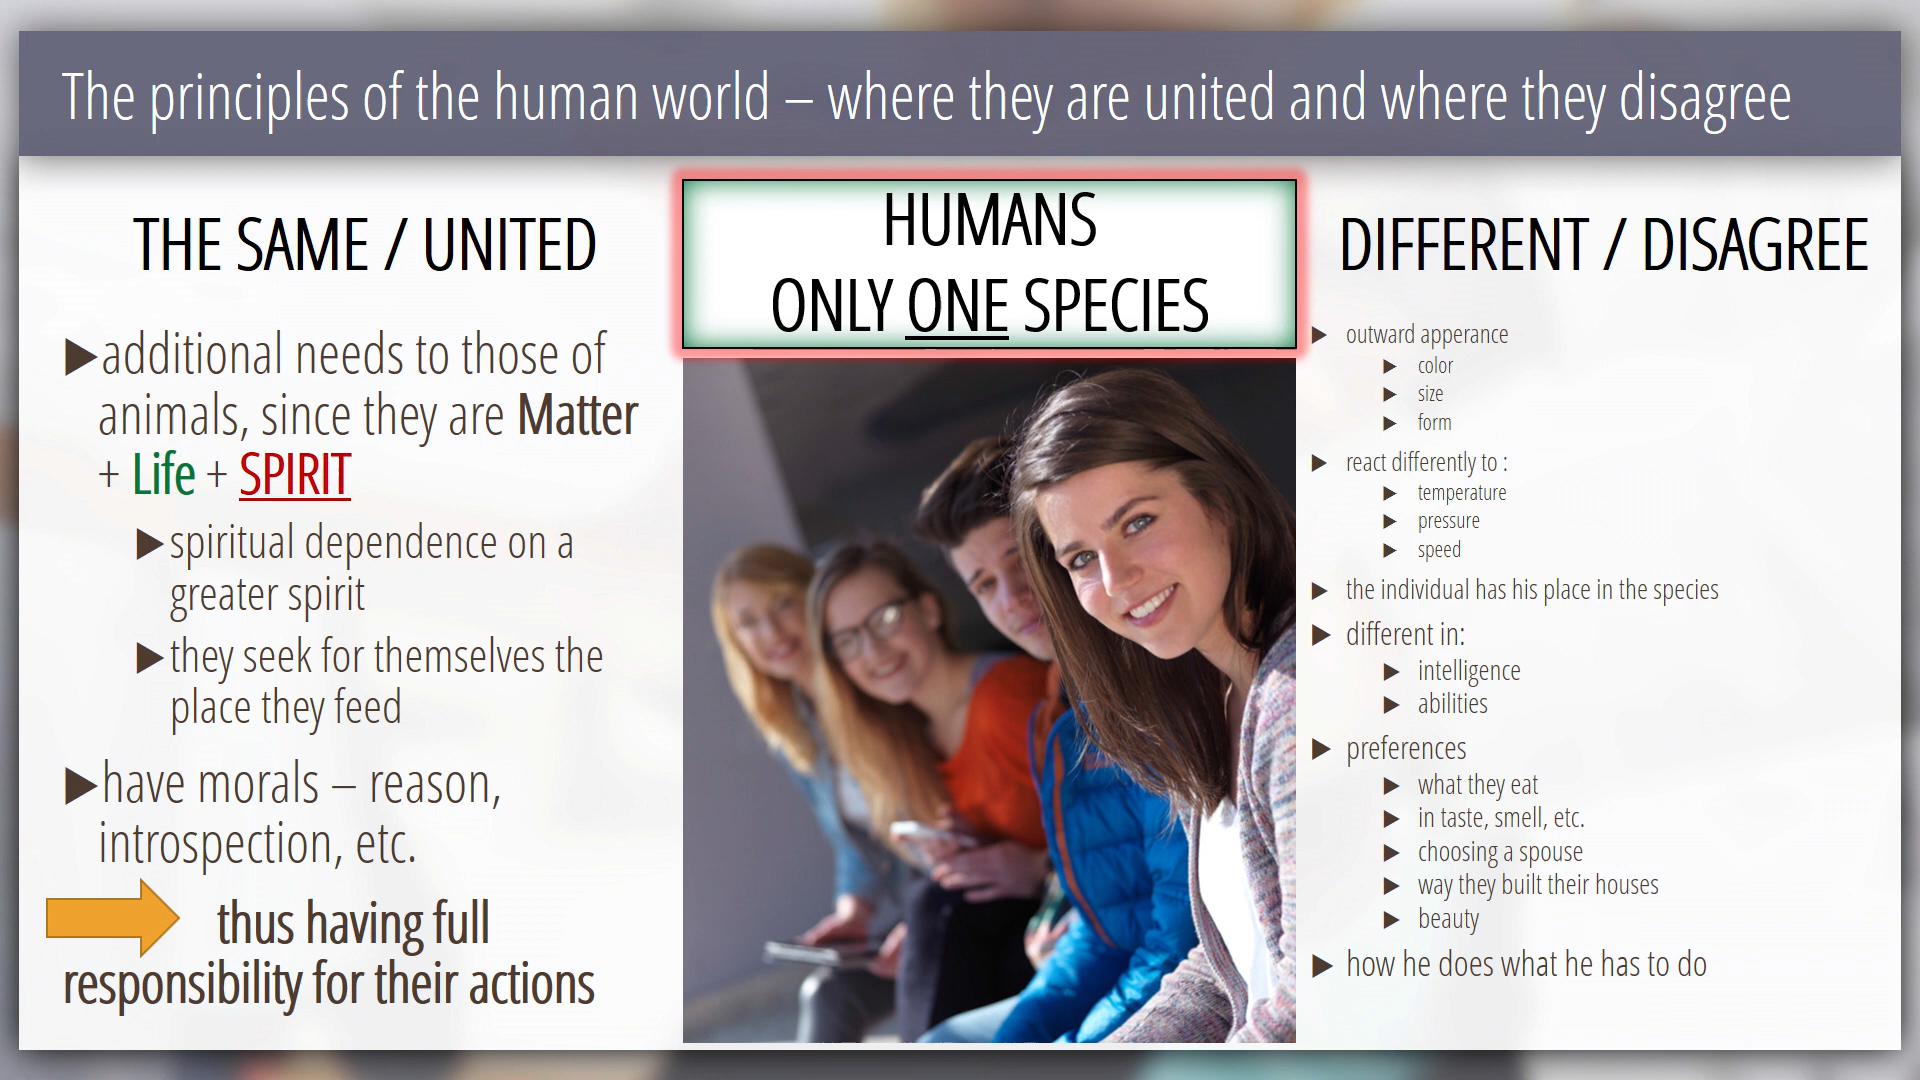 The principles of the human world – where they are united and where they disagree
THE SAME / UNITED
▶additional needs to those of
animals, since they are Matter
+ Life + SPIRIT
▶spiritual dependence on a
greater spirit
▶they seek for themselves the
place they feed
▶have morals – reason,
introspection, etc.
thus having full
responsibility for their actions
HUMANS
ONLY ONE SPECIES
DIFFERENT / DISAGREE
▶ outward apperance
▶ color
▶ size
▶ form
▶ react differently to :
▶ temperature
▶ pressure
▶ speed
▶ the individual has his place in the species
▶ different in:
▶ intelligence
▶ abilities
▶ preferences
▶ what they eat
▶ in taste, smell, etc.
▶ choosing a spouse
▶ way they built their houses
▶ beauty
▶ how he does what he has to do